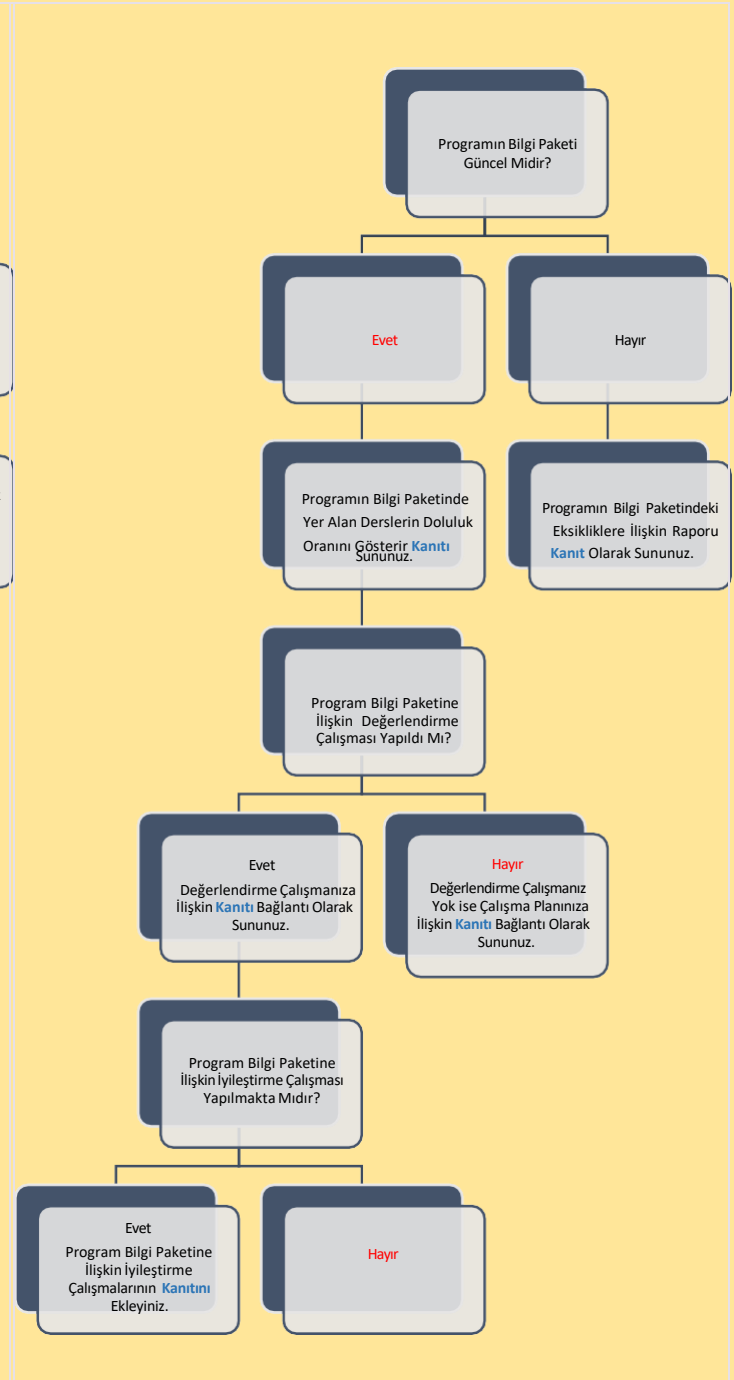 Programın Bilgi Paketi
Güncel Midir?
Evet
Hayır
Programın Bilgi Paketinde
Yer Alan Derslerin Doluluk
Oranını Gösterir Kanıtı
Sununuz.
Programın Bilgi Paketindeki
Eksikliklere İlişkin Raporu
Kanıt Olarak Sununuz.
Program Bilgi Paketine
İlişkin Değerlendirme
Çalışması Yapıldı Mı?
Evet
Değerlendirme Çalışmanıza
İlişkin Kanıtı Bağlantı Olarak
Sununuz.
Hayır
Değerlendirme Çalışmanız
Yok ise Çalışma Planınıza
İlişkin Kanıtı Bağlantı Olarak
Sununuz.
Program Bilgi Paketine
İlişkin İyileştirme Çalışması
Yapılmakta Mıdır?
Evet
Program Bilgi Paketine
İlişkin İyileştirme
Çalışmalarının Kanıtını
Ekleyiniz.
Hayır